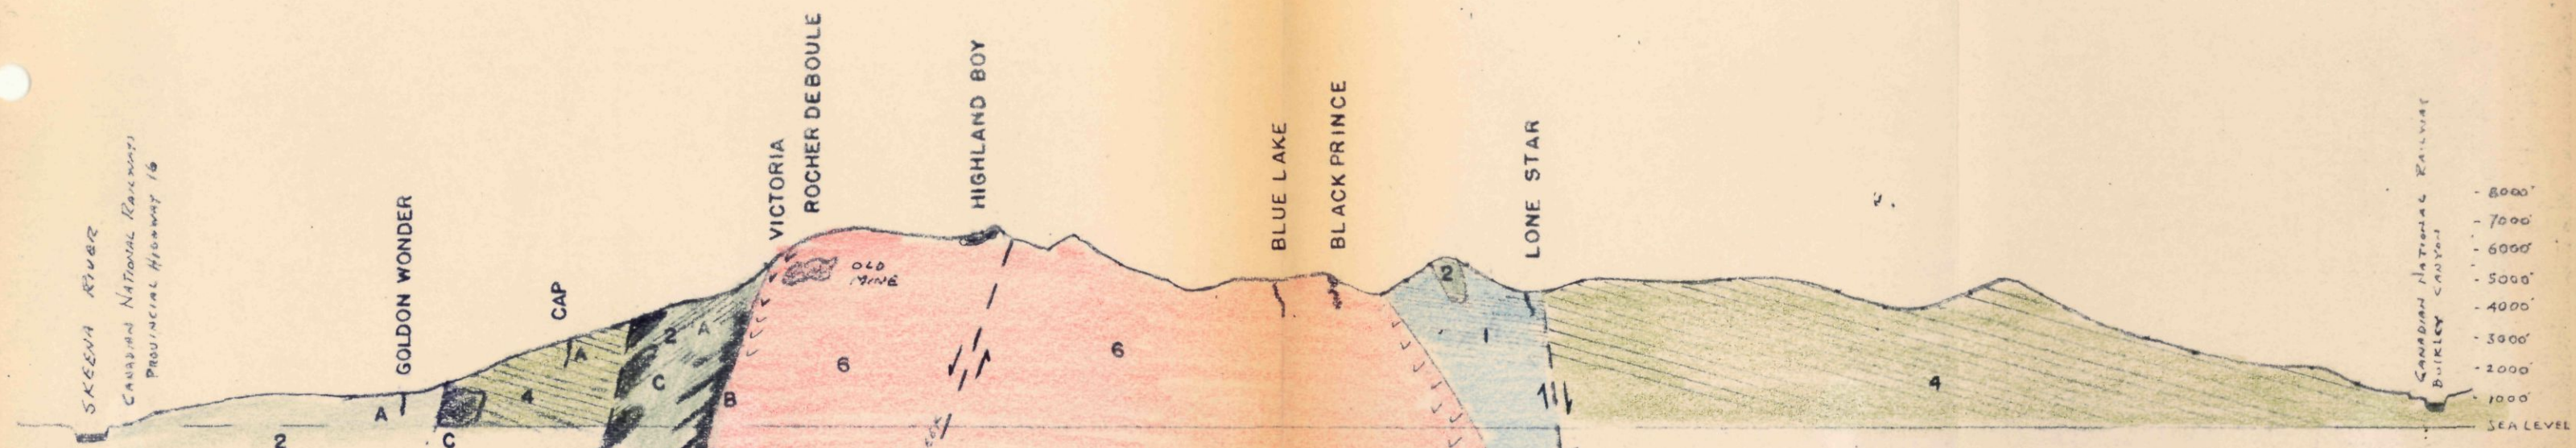 SKEENA RIVER
CANADIAN NATIONAL RAILWAYS
PROVINCIAL HIGHWAY 16
GOLDON WONDER
CAP
VICTORIA
ROCHER DEBOULE
HIGHLAND BOY
BLUE LAKE
BLACK PRINCE
LONE STAR
CANADIAN NATIONAL RAILWAY
BULKLEY CANYON
8000'
7000'
6000'
5000'
4000'
3000'
2000'
1000'
SEA LEVEL
OLD
MINE
A
2
C
4
A
2
A
C
B
6
6
2
1
4